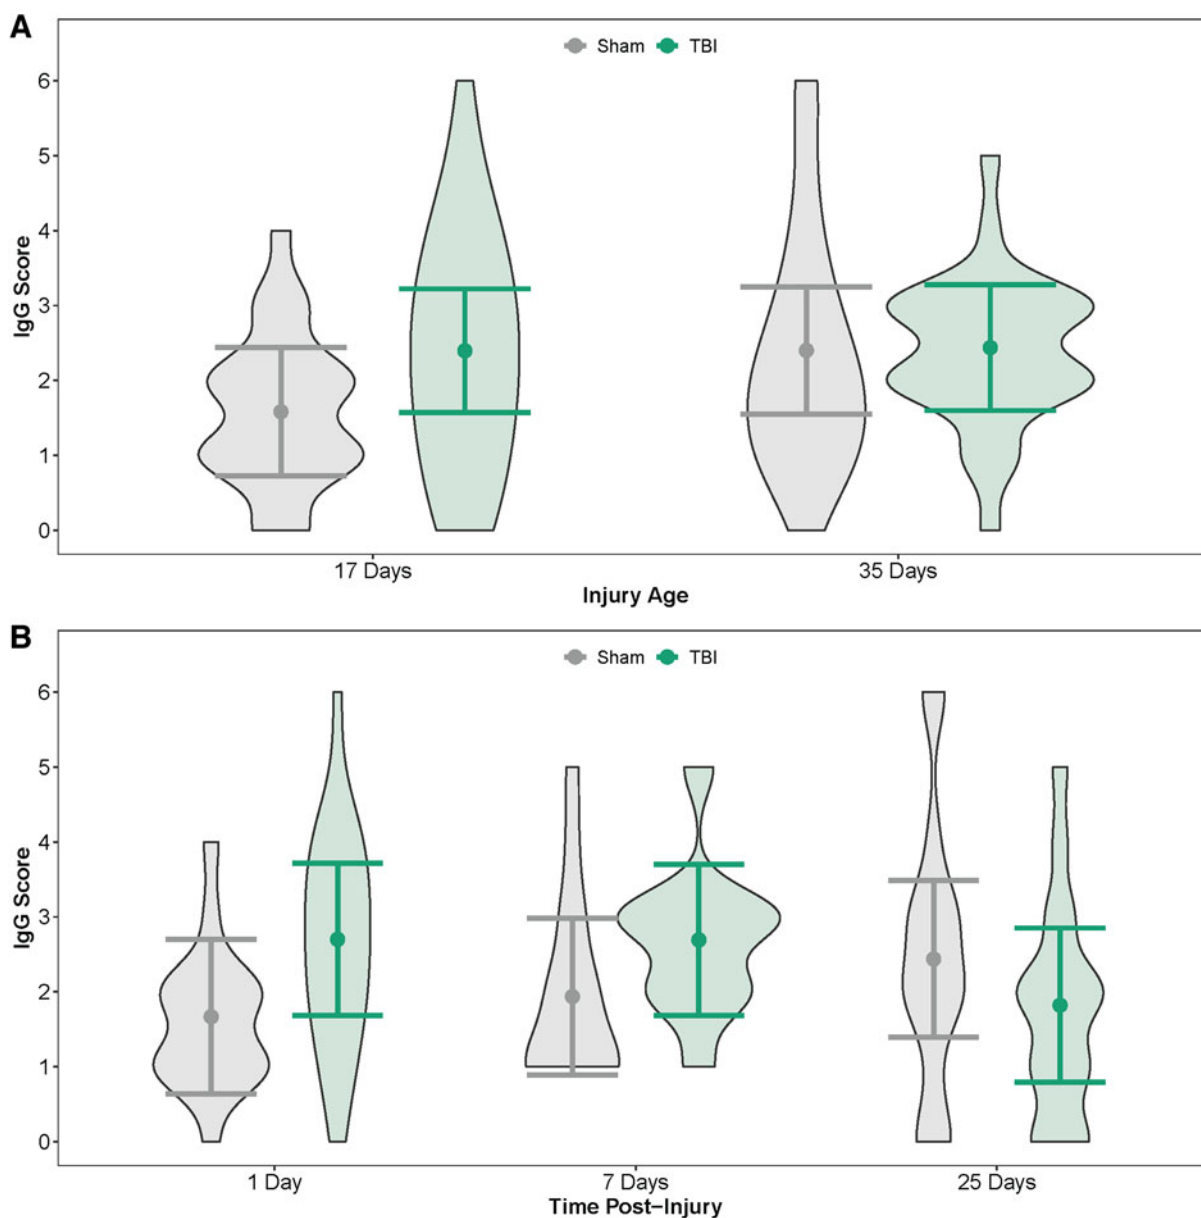 A
Sham TBI
6
5
4
3
2
1
0
IgG Score
17 Days 35 Days
Injury Age
B
Sham TBI
6
5
4
3
2
1
0
IgG Score
1 Day 7 Days 25 Days
Time Post−Injury